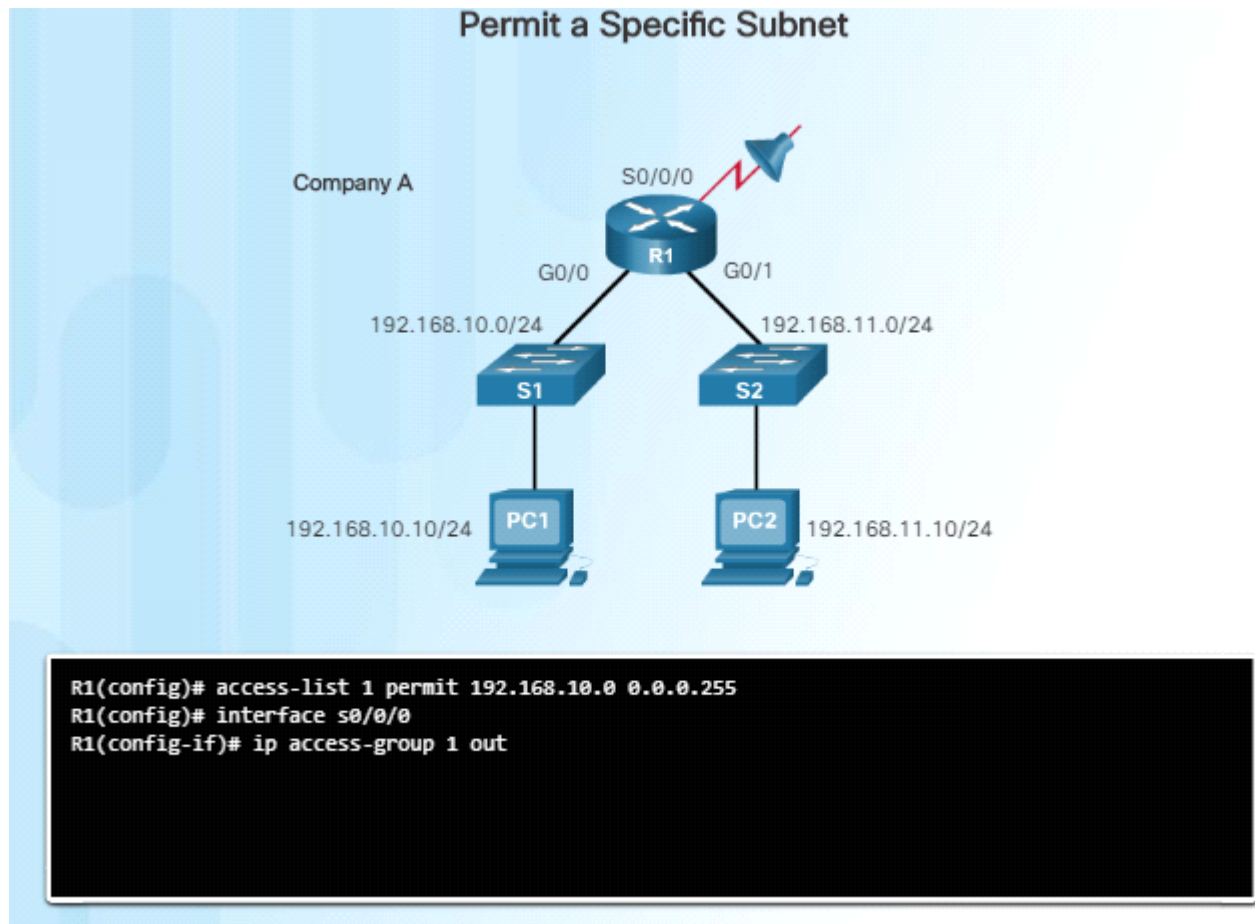 Permit a Specific Subnet
Company A
S0/0/0
R1
G0/0
G0/1
192.168.10.0/24
192.168.11.0/24
S1
S2
PC1
PC2
192.168.10.10/24
192.168.11.10/24
R1(config)# access-list 1 permit 192.168.10.0 0.0.0.255
R1(config)# interface s0/0/0
R1(config-if)# ip access-group 1 out